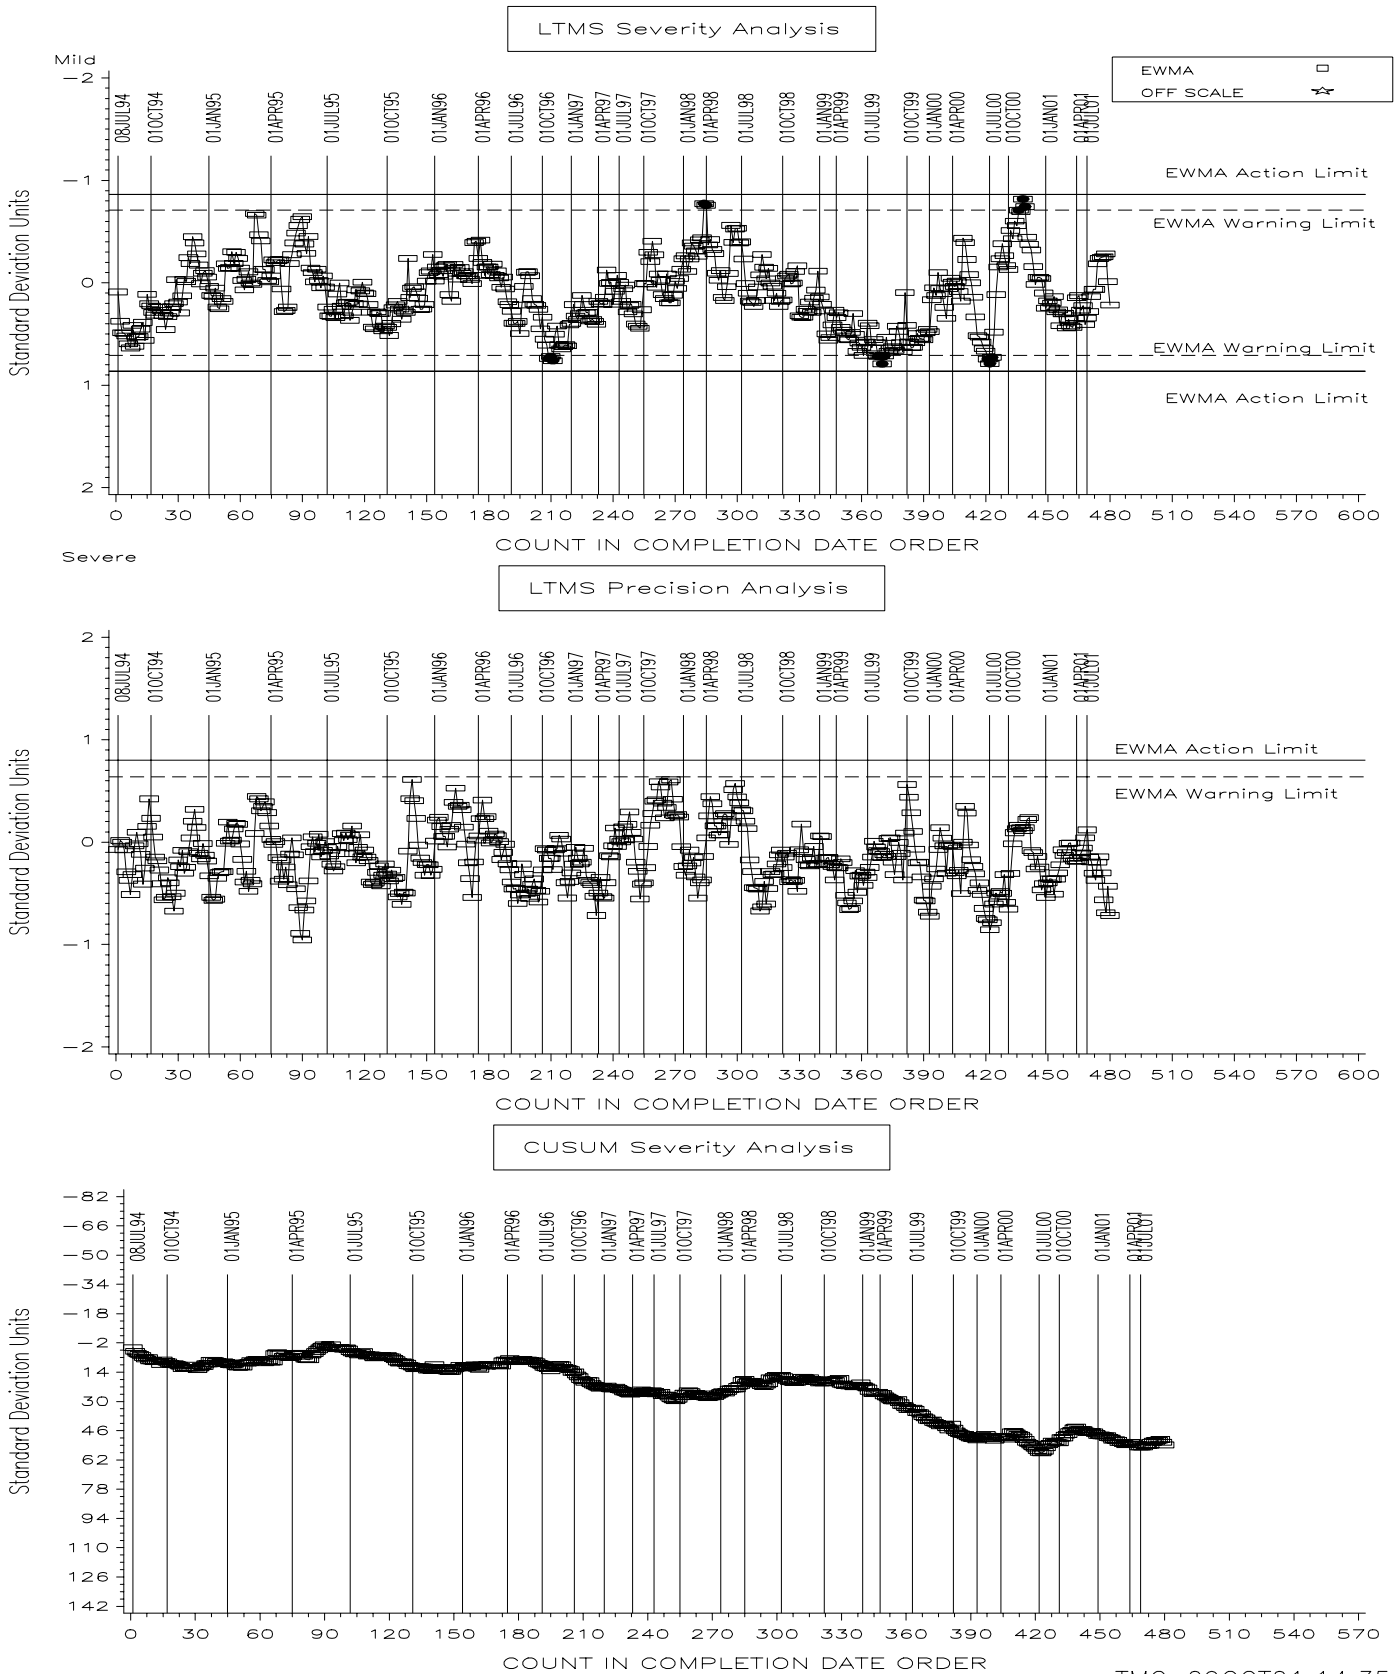 LTMS Severity Analysis
Mild
EWMA
OFF SCALE
-2
-1
0
1
2
Standard Deviation Units
08JUL94 01OCT94 01JAN95 01APR95 01JUL95 01OCT95 01JAN96 01APR96 01JUL96 01OCT96 01JAN97 01APR97 01JUL97 01OCT97 01JAN98 01APR98 01JUL98 01OCT98 01JAN99 01APR99 01JUL99 01OCT99 01JAN00 01APR00 01JUL00 01OCT00 01JAN01 01APR01 01JUL01
EWMA Action Limit
EWMA Warning Limit
EWMA Warning Limit
EWMA Action Limit
0 30 60 90 120 150 180 210 240 270 300 330 360 390 420 450 480 510 540 570 600
COUNT IN COMPLETION DATE ORDER
Severe
LTMS Precision Analysis
2
1
0
-1
-2
Standard Deviation Units
08JUL94 01OCT94 01JAN95 01APR95 01JUL95 01OCT95 01JAN96 01APR96 01JUL96 01OCT96 01JAN97 01APR97 01JUL97 01OCT97 01JAN98 01APR98 01JUL98 01OCT98 01JAN99 01APR99 01JUL99 01OCT99 01JAN00 01APR00 01JUL00 01OCT00 01JAN01 01APR01 01JUL01
EWMA Action Limit
EWMA Warning Limit
0 30 60 90 120 150 180 210 240 270 300 330 360 390 420 450 480 510 540 570 600
COUNT IN COMPLETION DATE ORDER
CUSUM Severity Analysis
-82
-66
-50
-34
-18
-2
14
30
46
62
78
94
110
126
142
Standard Deviation Units
08JUL94 01OCT94 01JAN95 01APR95 01JUL95 01OCT95 01JAN96 01APR96 01JUL96 01OCT96 01JAN97 01APR97 01JUL97 01OCT97 01JAN98 01APR98 01JUL98 01OCT98 01JAN99 01APR99 01JUL99 01OCT99 01JAN00 01APR00 01JUL00 01OCT00 01JAN01 01APR01 01JUL01
0 30 60 90 120 150 180 210 240 270 300 330 360 390 420 450 480 510 540 570
COUNT IN COMPLETION DATE ORDER